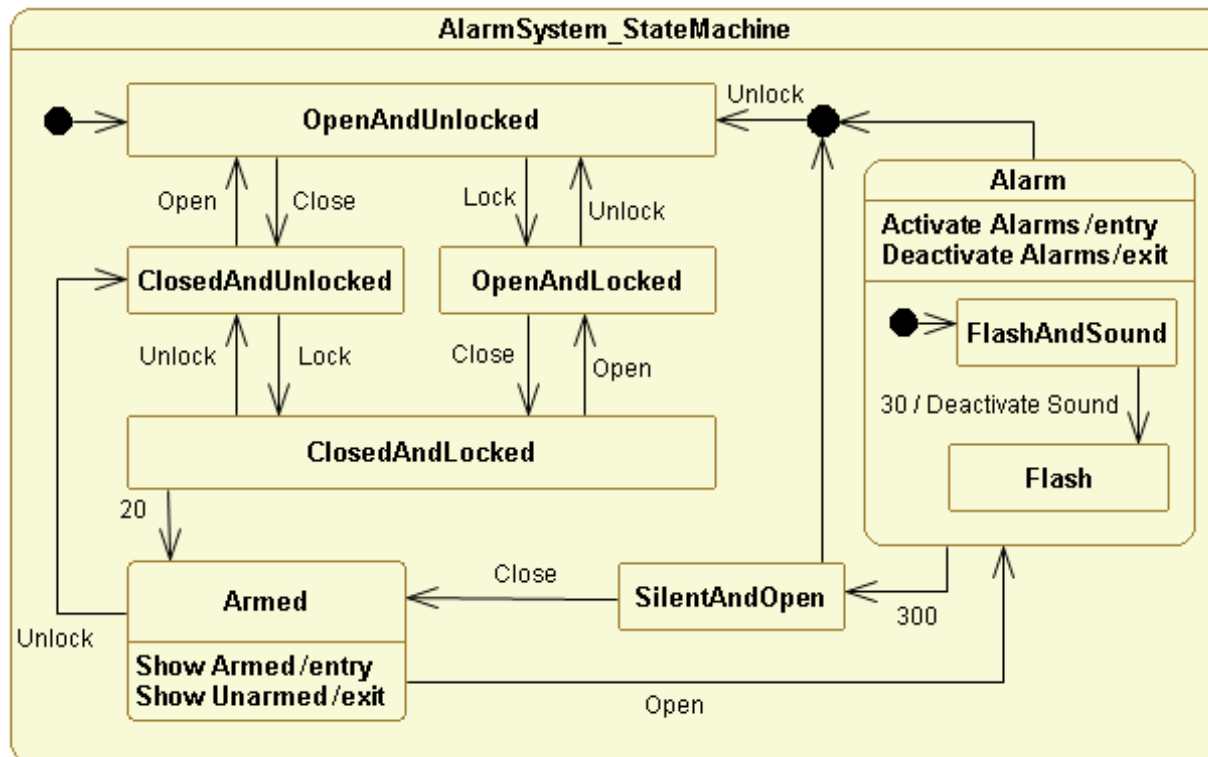 AlarmSystem_StateMachine
OpenAndUnlocked
Unlock
Open
Close
Lock
Unlock
Alarm
Activate Alarms /entry
Deactivate Alarms/exit
ClosedAndUnlocked
OpenAndLocked
FlashAndSound
Unlock
Lock
Close
Open
30 / Deactivate Sound
ClosedAndLocked
Flash
20
Close
Armed
SilentAndOpen
300
Unlock
Show Armed /entry
Show Unarmed /exit
Open